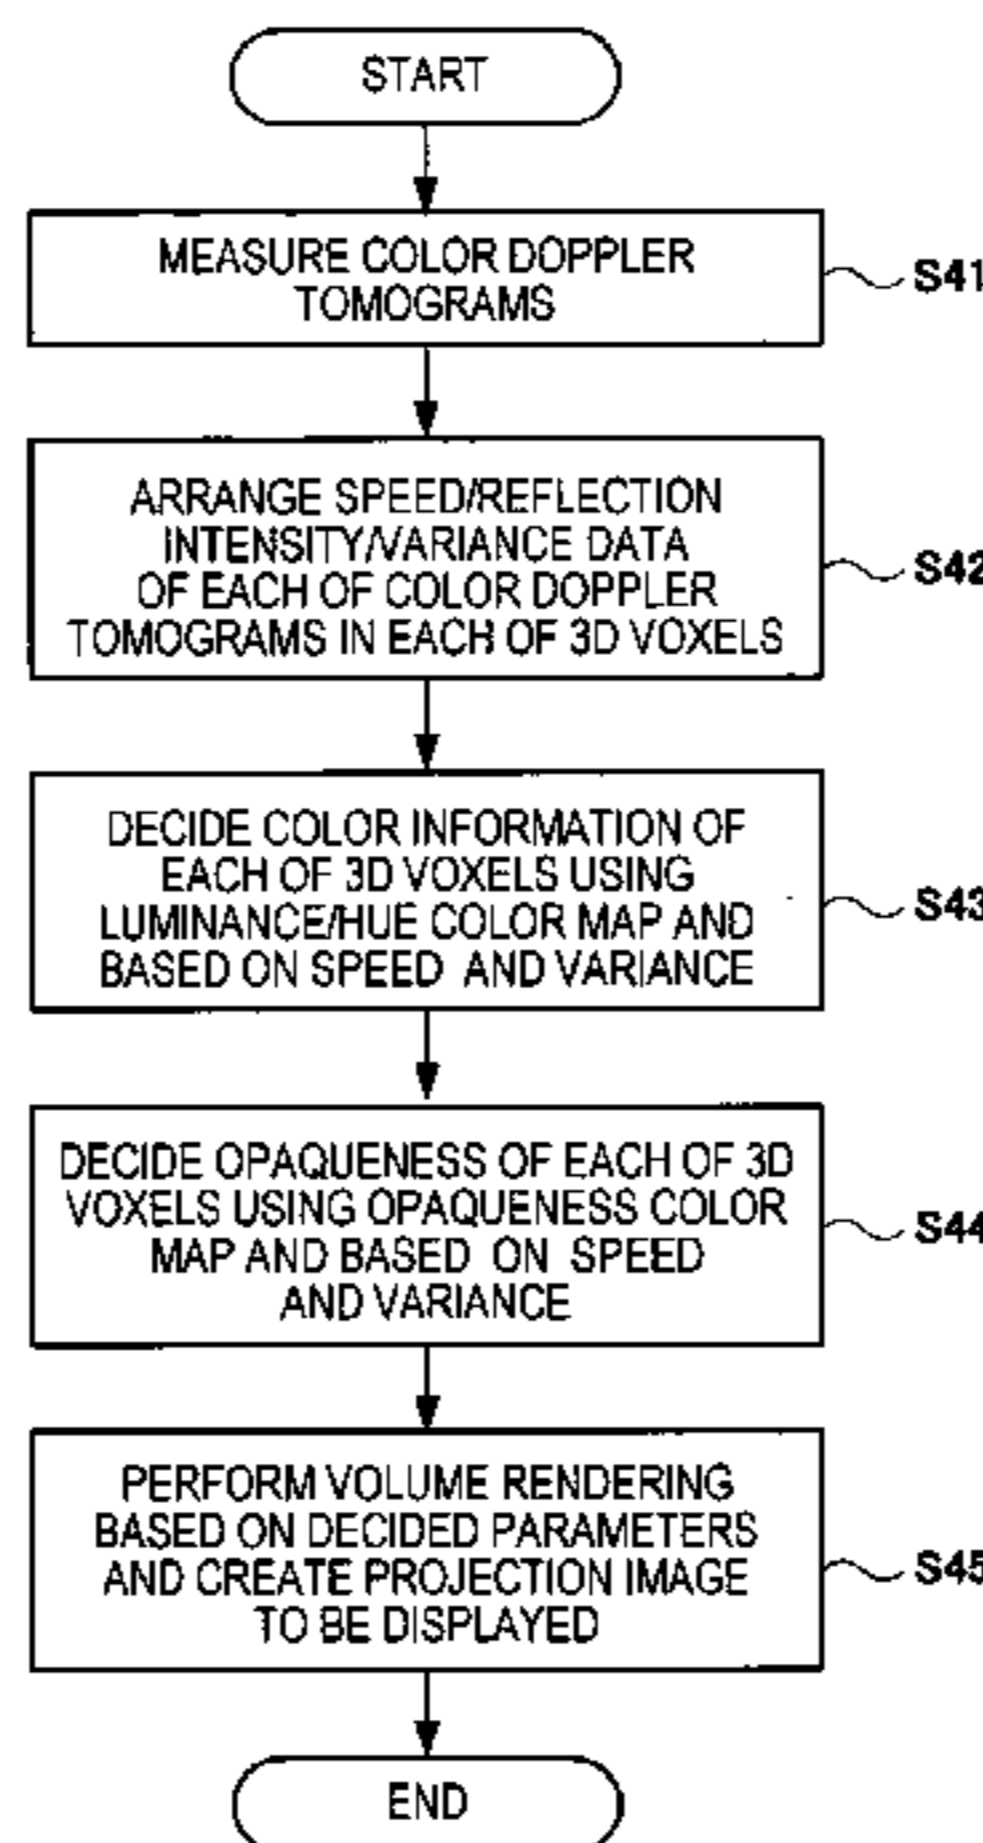 START
MEASURE COLOR DOPPLER
TOMOGRAMS
S41
ARRANGE SPEED/REFLECTION
INTENSITY/VARIANCE DATA
OF EACH OF COLOR DOPPLER
TOMOGRAMS IN EACH OF 3D VOXELS
S42
DECIDE COLOR INFORMATION OF
EACH OF 3D VOXELS USING
LUMINANCE/HUE COLOR MAP AND
BASED ON SPEED AND VARIANCE
S43
DECIDE OPAQUENESS OF EACH OF 3D
VOXELS USING OPAQUENESS COLOR
MAP AND BASED ON SPEED
AND VARIANCE
S44
PERFORM VOLUME RENDERING
BASED ON DECIDED PARAMETERS
AND CREATE PROJECTION IMAGE
TO BE DISPLAYED
S45
END